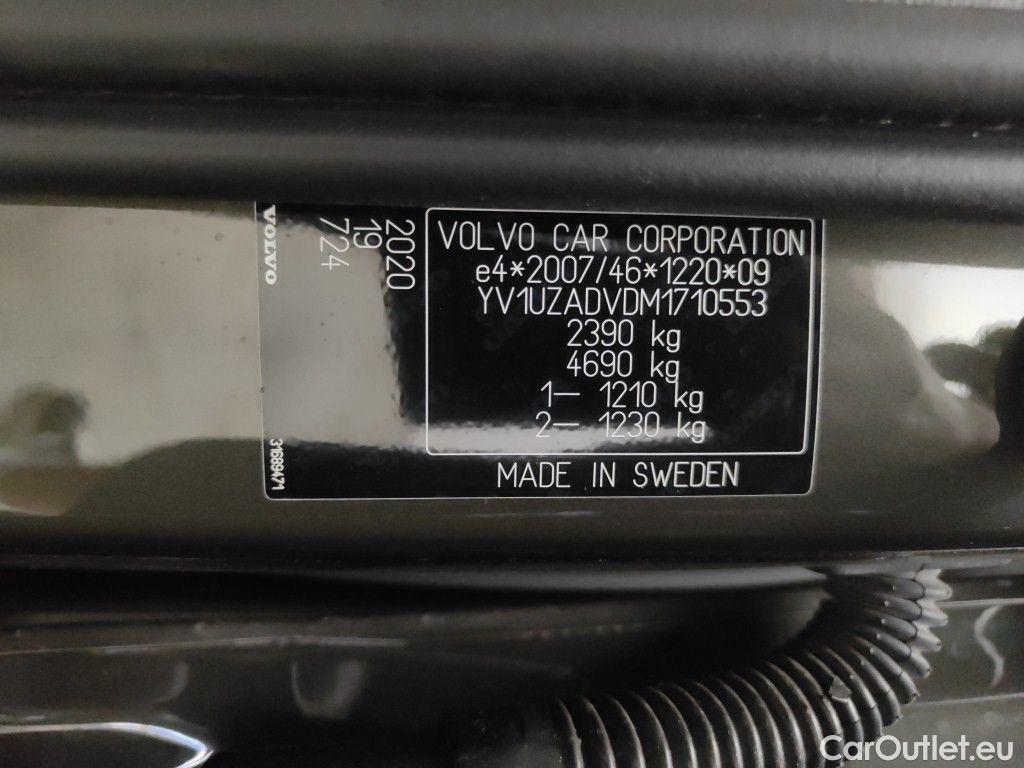 VOLVO
724
19
2020
31689471
VOLVO CAR CORPORATION
e4*2007/46*1220*09
YV1UZADVDM1710553
2390 kg
4690 kg
1– 1210 kg
2– 1230 kg
MADE IN SWEDEN
CarOutlet.eu